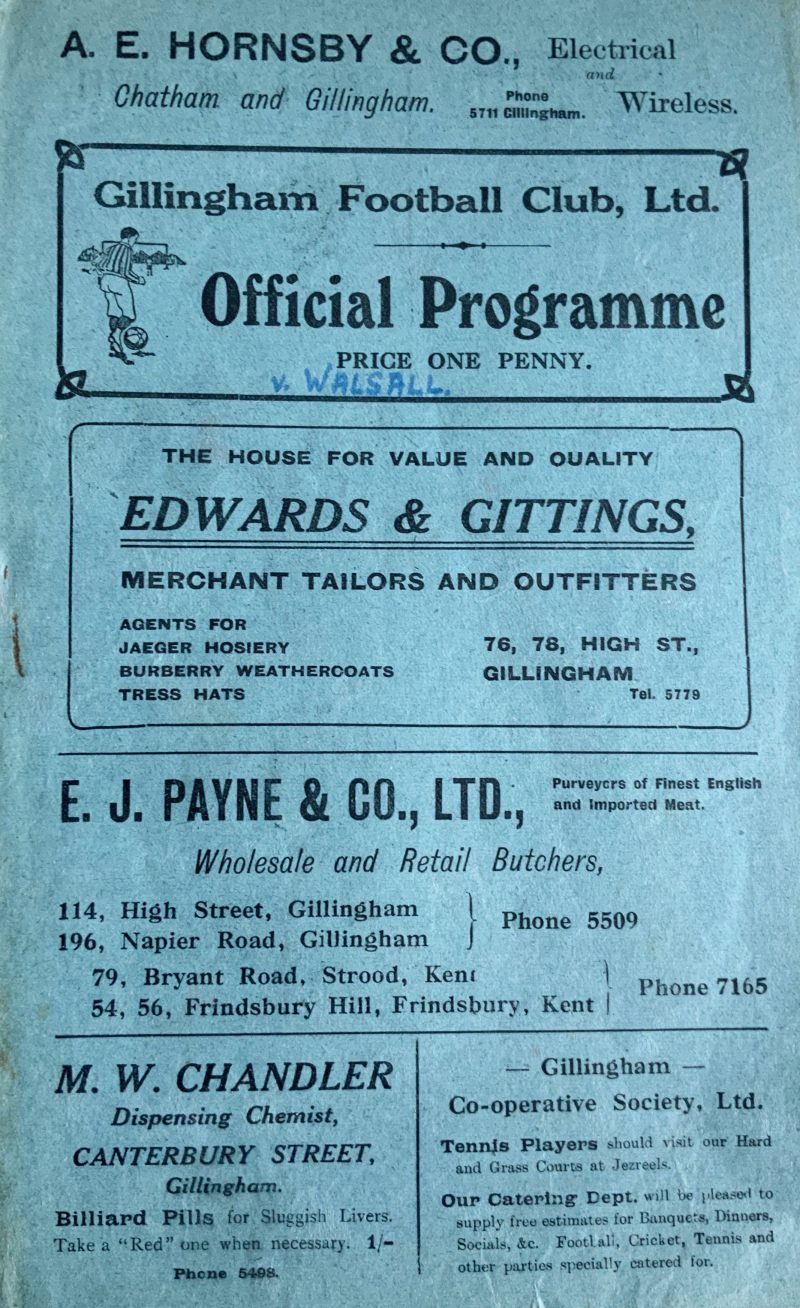 A. E. HORNSBY & CO., Electrical
and
Chatham and Gillingham. Phone 5711 Gillingham. Wireless.
Gillingham Football Club, Ltd.
Official Programme
PRICE ONE PENNY.
v. WALSALL.
THE HOUSE FOR VALUE AND QUALITY
EDWARDS & GITTINGS,
MERCHANT TAILORS AND OUTFITTERS
AGENTS FOR
JAEGER HOSIERY
BURBERRY WEATHERCOATS
TRESS HATS
76, 78, HIGH ST.,
GILLINGHAM
Tel. 5779
E. J. PAYNE & CO., LTD.,
Purveyors of Finest English
and Imported Meat.
Wholesale and Retail Butchers,
114, High Street, Gillingham
196, Napier Road, Gillingham
Phone 5509
79, Bryant Road, Strood, Kent
54, 56, Frindsbury Hill, Frindsbury, Kent
Phone 7165
M. W. CHANDLER
Dispensing Chemist,
CANTERBURY STREET,
Gillingham.
Billiard Pills for Sluggish Livers.
Take a "Red" one when necessary. 1/-
Phone 5498.
— Gillingham —
Co-operative Society, Ltd.
Tennis Players should visit our Hard
and Grass Courts at Jezreels.
Our Catering Dept. will be pleased to
supply free estimates for Banquets, Dinners,
Socials, &c. Football, Cricket, Tennis and
other parties specially catered for.